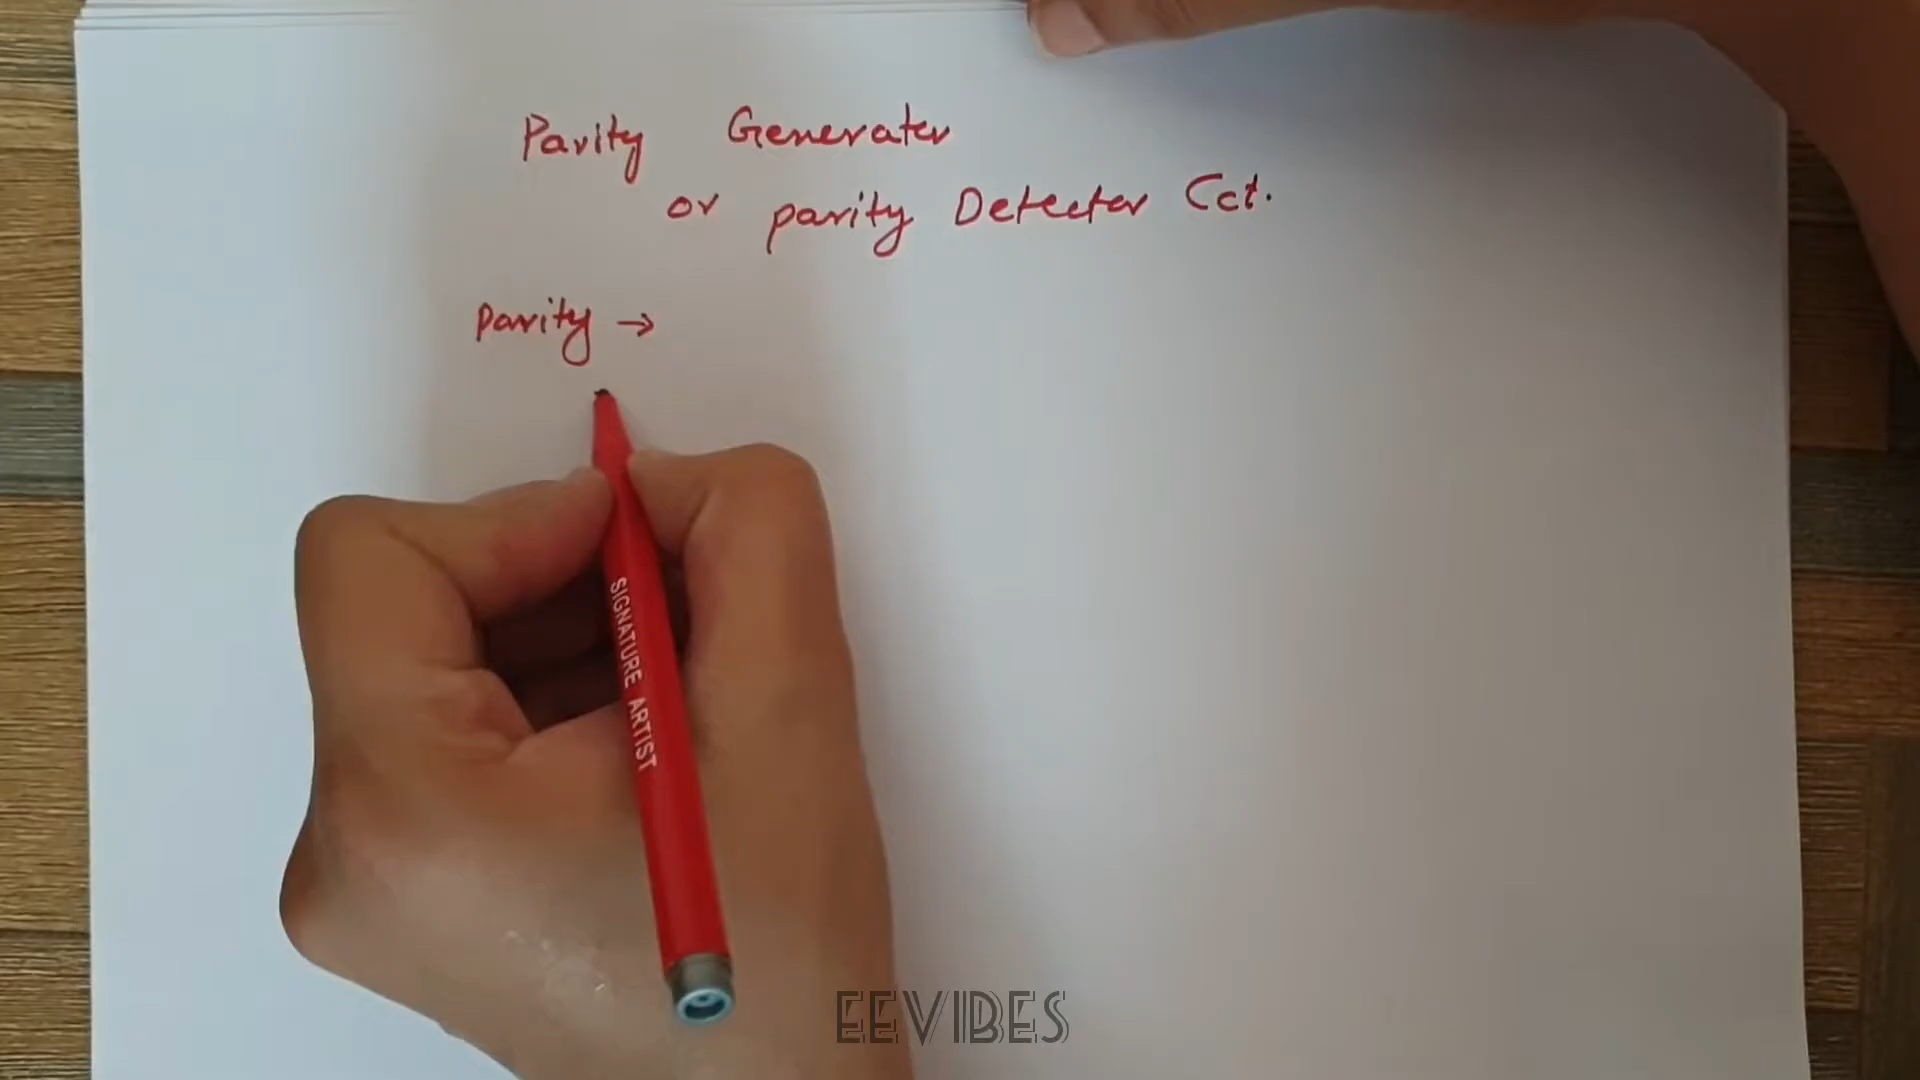 Parity Generater
or parity Detecter Cct.
Parity →
SIGNATURE ARTIST
EEVIBES